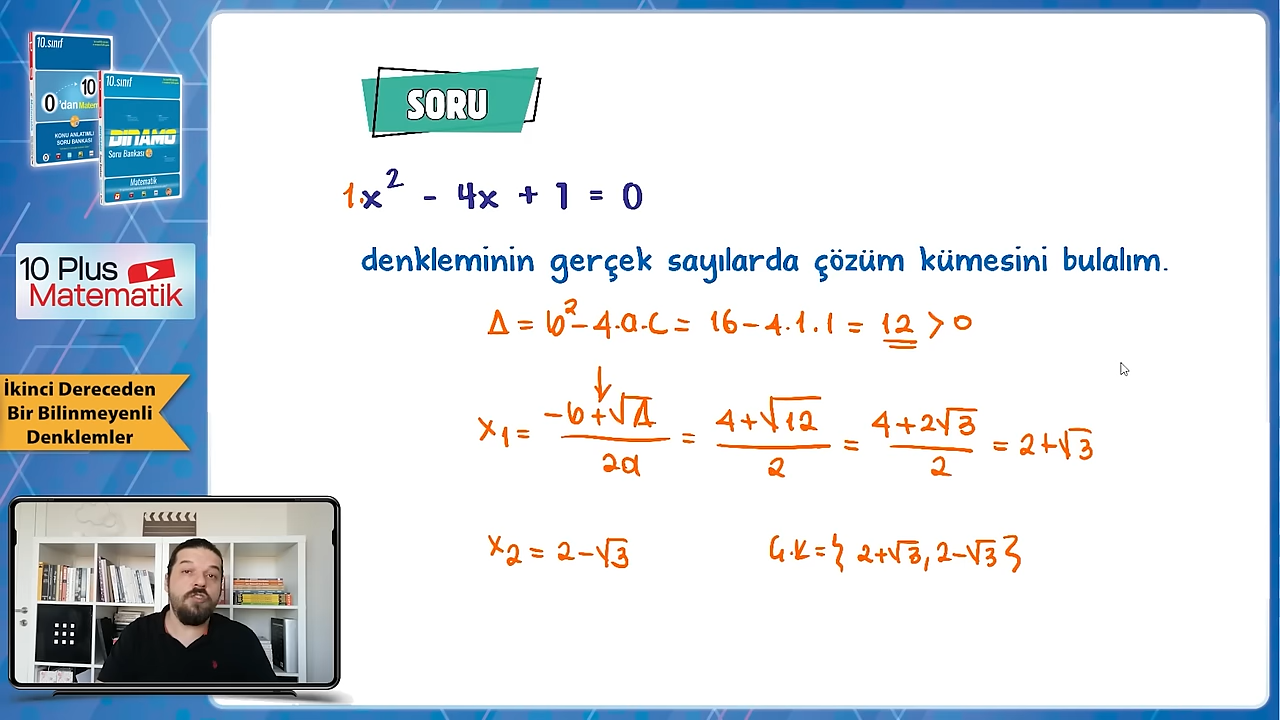 10.sınıf
0'dan 10
KONU ANLATIMLI
SORU BANKASI
10.sınıf
DİNAMO
Soru Bankası
Matematik
10 Plus
Matematik
İkinci Dereceden
Bir Bilinmeyenli
Denklemler
SORU
1.x² - 4x + 1 = 0
denkleminin gerçek sayılarda çözüm kümesini bulalım.
Δ = b² - 4.a.c = 16 - 4.1.1 = 12 > 0
x₁ = (-b+√Δ)/2a = (4+√12)/2 = (4+2√3)/2 = 2+√3
x₂ = 2-√3
Ç.K = { 2+√3, 2-√3 }